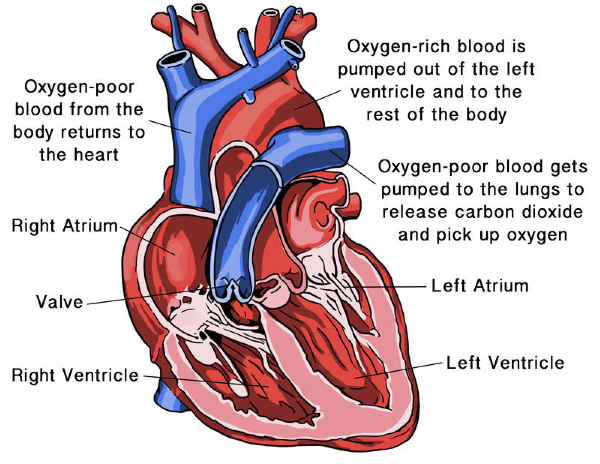 Oxygen-poor
blood from the
body returns to
the heart
Oxygen-rich blood is
pumped out of the left
ventricle and to the
rest of the body
Oxygen-poor blood gets
pumped to the lungs to
release carbon dioxide
and pick up oxygen
Right Atrium
Valve
Right Ventricle
Left Atrium
Left Ventricle